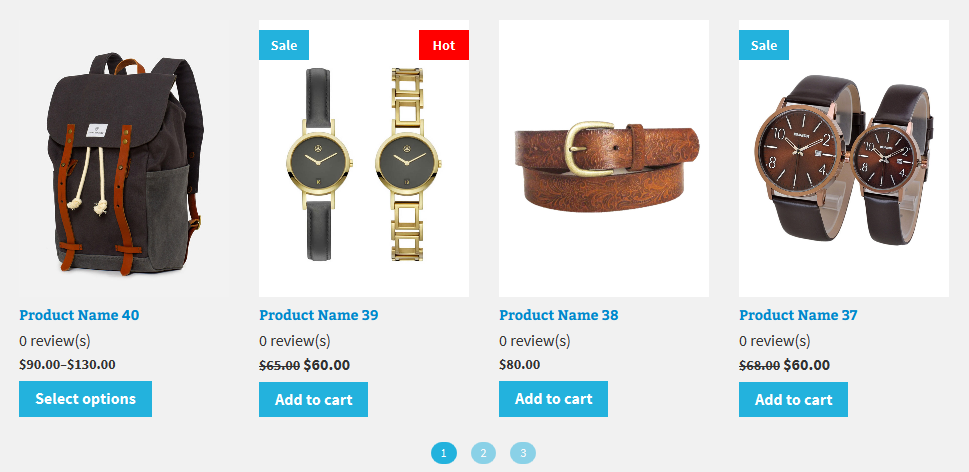 Sale
Hot
Sale
Product Name 40
0 review(s)
$90.00–$130.00
Select options
Product Name 39
0 review(s)
$65.00 $60.00
Add to cart
Product Name 38
0 review(s)
$80.00
Add to cart
Product Name 37
0 review(s)
$68.00 $60.00
Add to cart
1 2 3